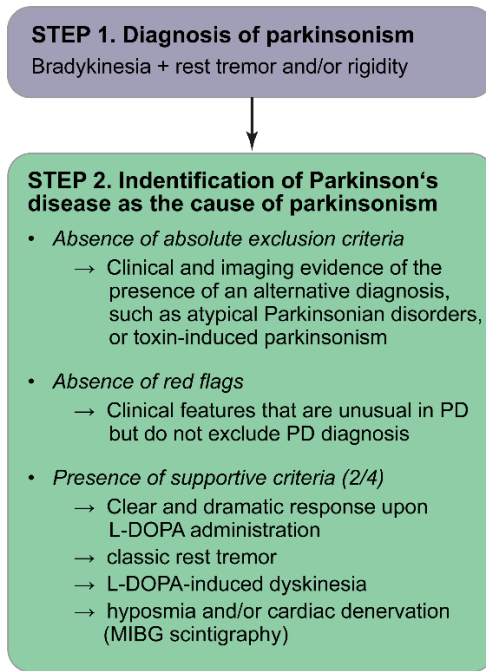 STEP 1. Diagnosis of parkinsonism
Bradykinesia + rest tremor and/or rigidity
STEP 2. Indentification of Parkinson‘s
disease as the cause of parkinsonism
• Absence of absolute exclusion criteria
→ Clinical and imaging evidence of the
presence of an alternative diagnosis,
such as atypical Parkinsonian disorders,
or toxin-induced parkinsonism
• Absence of red flags
→ Clinical features that are unusual in PD
but do not exclude PD diagnosis
• Presence of supportive criteria (2/4)
→ Clear and dramatic response upon
L-DOPA administration
→ classic rest tremor
→ L-DOPA-induced dyskinesia
→ hyposmia and/or cardiac denervation
(MIBG scintigraphy)